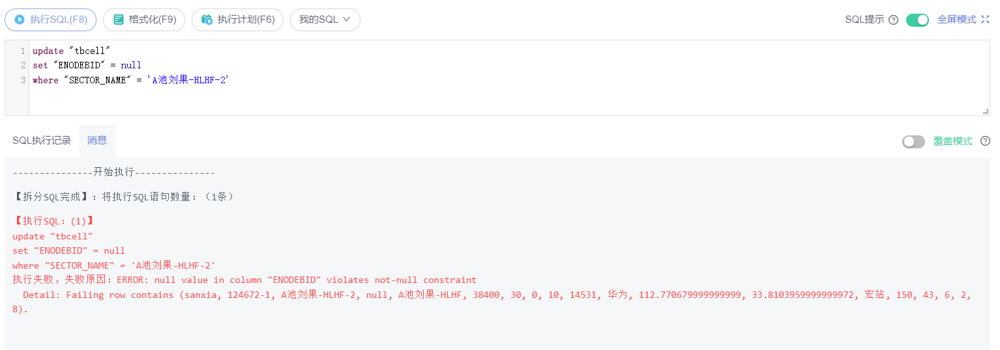 执行SQL(F8) 格式化(F9) 执行计划(F6) 我的SQL SQL提示 全屏模式
1 update "tbcell"
2 set "ENODEBID" = null
3 where "SECTOR_NAME" = 'A池刘果-HLHF-2'
SQL执行记录 消息 覆盖模式
---------------开始执行---------------
【拆分SQL完成】：将执行SQL语句数量：（1条）
【执行SQL：(1)】
update "tbcell"
set "ENODEBID" = null
where "SECTOR_NAME" = 'A池刘果-HLHF-2'
执行失败，失败原因：ERROR: null value in column "ENODEBID" violates not-null constraint
Detail: Failing row contains (sanxia, 124672-1, A池刘果-HLHF-2, null, A池刘果-HLHF, 38400, 30, 0, 10, 14531, 华为, 112.770679999999999, 33.8103959999999972, 宏站, 150, 43, 6, 2,
8).